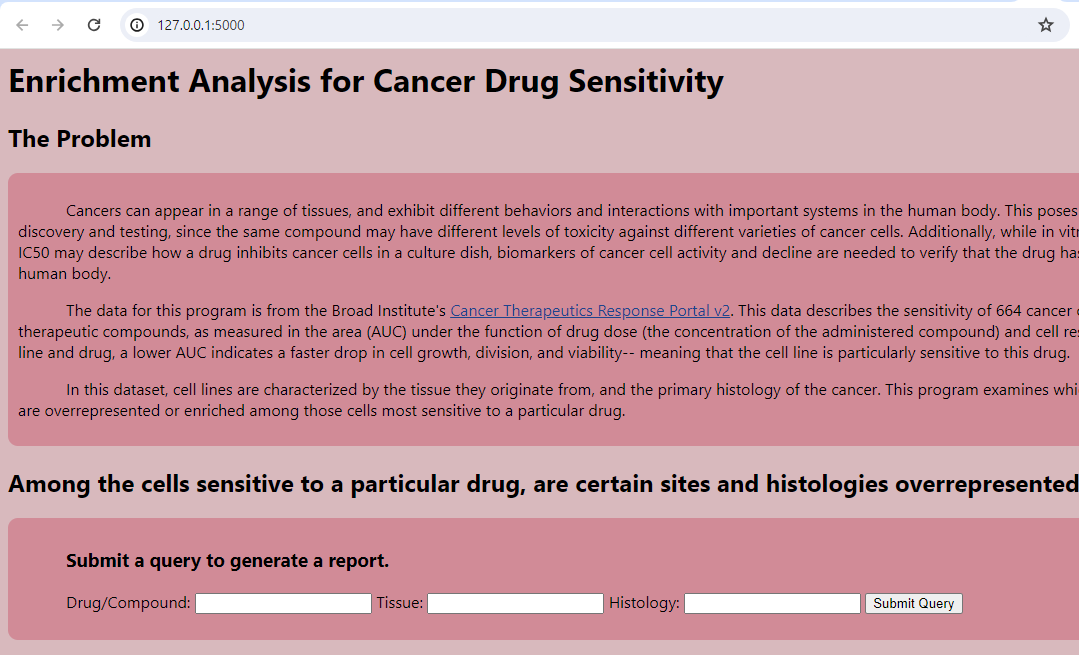 127.0.0.1:5000
Enrichment Analysis for Cancer Drug Sensitivity
The Problem
Cancers can appear in a range of tissues, and exhibit different behaviors and interactions with important systems in the human body. This poses
discovery and testing, since the same compound may have different levels of toxicity against different varieties of cancer cells. Additionally, while in
IC50 may describe how a drug inhibits cancer cells in a culture dish, biomarkers of cancer cell activity and decline are needed to verify that the drug
human body.
The data for this program is from the Broad Institute's Cancer Therapeutics Response Portal v2. This data describes the sensitivity of 664 cancer
therapeutic compounds, as measured in the area (AUC) under the function of drug dose (the concentration of the administered compound) and cell
line and drug, a lower AUC indicates a faster drop in cell growth, division, and viability-- meaning that the cell line is particularly sensitive to this drug.
In this dataset, cell lines are characterized by the tissue they originate from, and the primary histology of the cancer. This program examines
are overrepresented or enriched among those cells most sensitive to a particular drug.
Among the cells sensitive to a particular drug, are certain sites and histologies overrepresented
Submit a query to generate a report.
Drug/Compound: Tissue: Histology: Submit Query